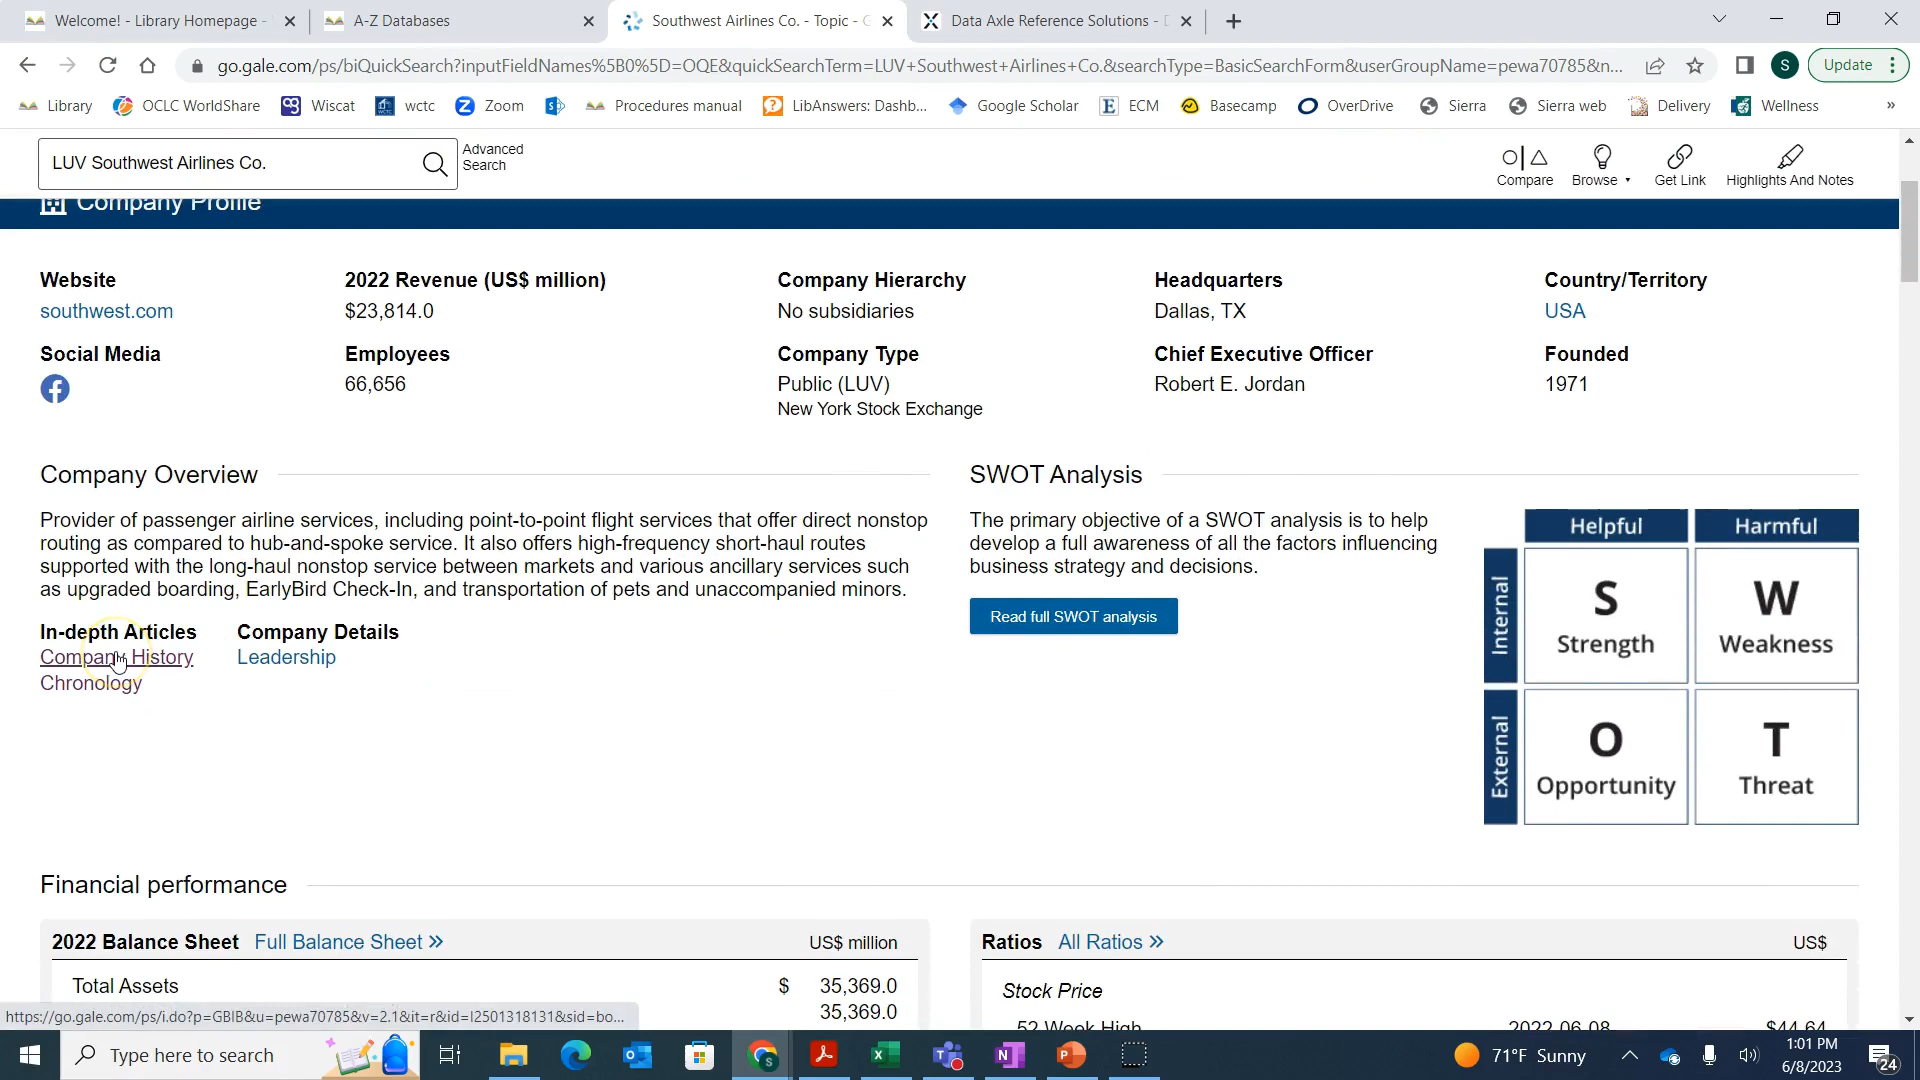 Welcome! - Library Homepage -
A-Z Databases
Southwest Airlines Co. - Topic - G
Data Axle Reference Solutions - D
go.gale.com/ps/biQuickSearch?inputFieldNames%5B0%5D=OQE&quickSearchTerm=LUV+Southwest+Airlines+Co.&searchType=BasicSearchForm&userGroupName=pewa70785&n...
S
Update
Library
OCLC WorldShare
Wiscat
wctc
Zoom
Procedures manual
LibAnswers: Dashb...
Google Scholar
ECM
Basecamp
OverDrive
Sierra
Sierra web
Delivery
Wellness
»
LUV Southwest Airlines Co.
Advanced
Search
Compare
Browse
Get Link
Highlights And Notes
Company Profile
Website
2022 Revenue (US$ million)
Company Hierarchy
Headquarters
Country/Territory
southwest.com
$23,814.0
No subsidiaries
Dallas, TX
USA
Social Media
Employees
Company Type
Chief Executive Officer
Founded
66,656
Public (LUV)
Robert E. Jordan
1971
New York Stock Exchange
Company Overview
Provider of passenger airline services, including point-to-point flight services that offer direct nonstop
routing as compared to hub-and-spoke service. It also offers high-frequency short-haul routes
supported with the long-haul nonstop service between markets and various ancillary services such
as upgraded boarding, EarlyBird Check-In, and transportation of pets and unaccompanied minors.
In-depth Articles
Company Details
Company History
Leadership
Chronology
SWOT Analysis
The primary objective of a SWOT analysis is to help
develop a full awareness of all the factors influencing
business strategy and decisions.
Read full SWOT analysis
Helpful
Harmful
Internal
S
Strength
W
Weakness
External
O
Opportunity
T
Threat
Financial performance
2022 Balance Sheet
Full Balance Sheet »
US$ million
Total Assets
$ 35,369.0
35,369.0
Ratios
All Ratios »
US$
Stock Price
52 Week High
2022-06-08
$44.64
https://go.gale.com/ps/i.do?p=GBIB&u=pewa70785&v=2.1&it=r&id=I2501318131&sid=bo...
Type here to search
71°F Sunny
1:01 PM
6/8/2023
24